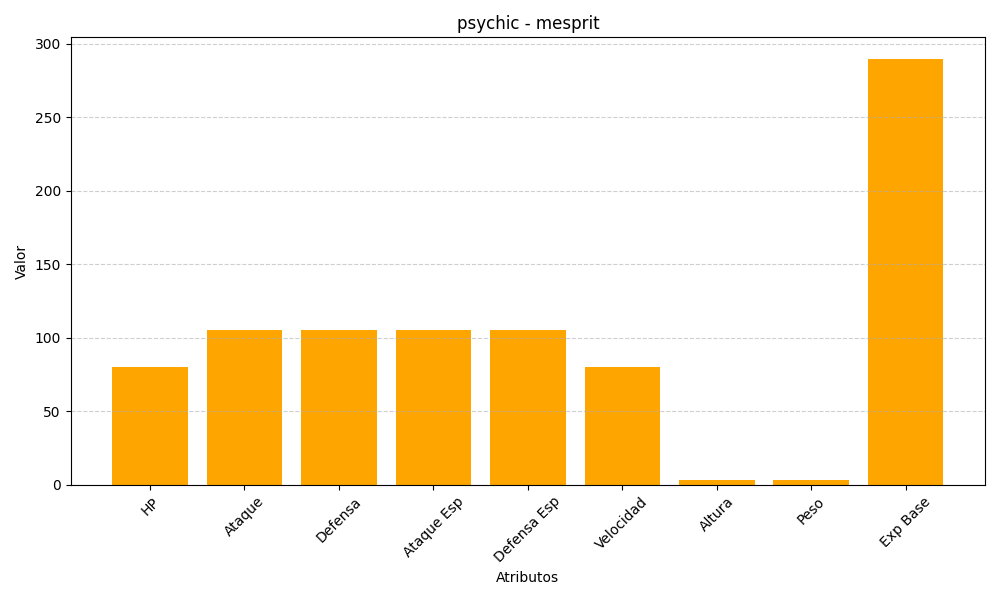 psychic - mesprit
Valor
300
250
200
150
100
50
0
HP
Ataque
Defensa
Ataque Esp
Defensa Esp
Velocidad
Altura
Peso
Exp Base
Atributos